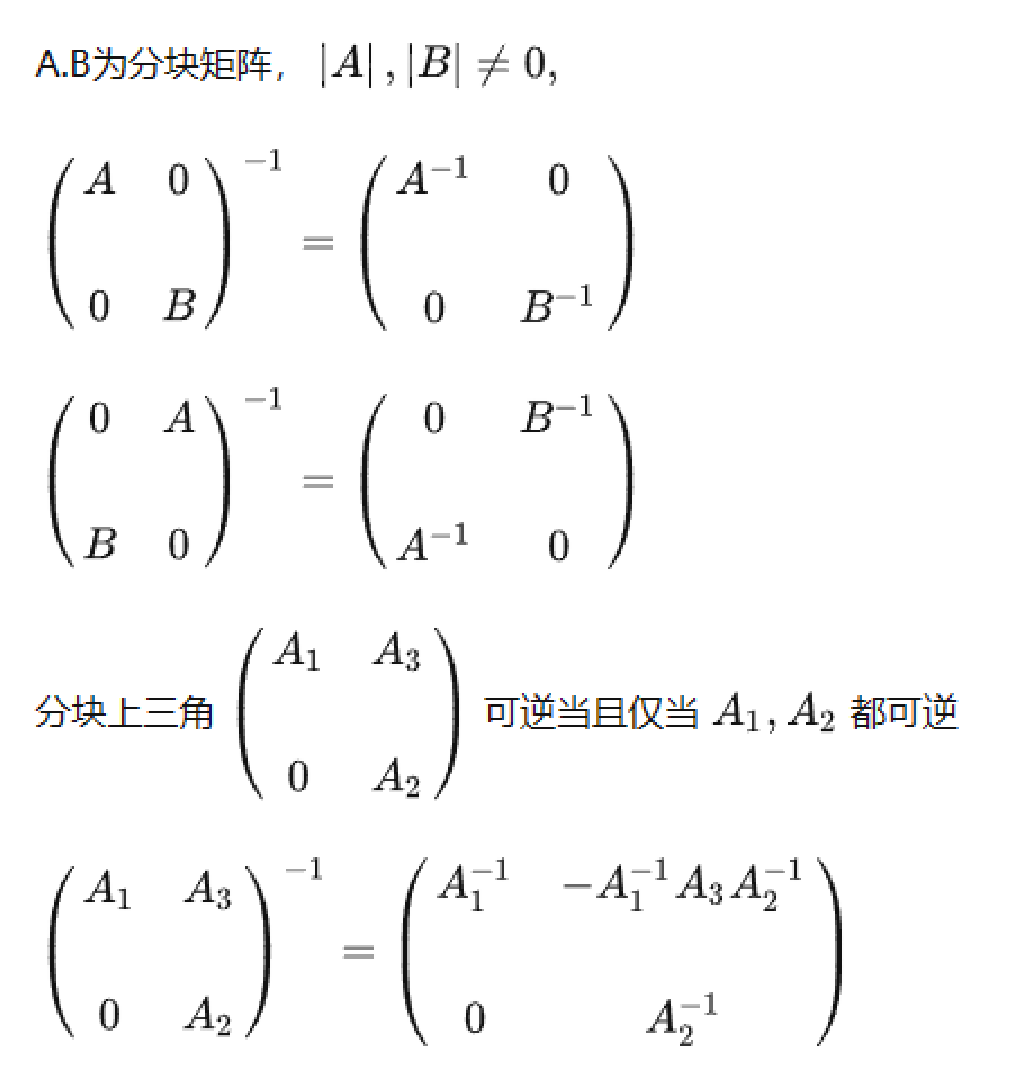 A.B为分块矩阵, $|A|, |B| \neq 0,$
$\begin{pmatrix} A & 0 \\ 0 & B \end{pmatrix}^{-1} = \begin{pmatrix} A^{-1} & 0 \\ 0 & B^{-1} \end{pmatrix}$
$\begin{pmatrix} 0 & A \\ B & 0 \end{pmatrix}^{-1} = \begin{pmatrix} 0 & B^{-1} \\ A^{-1} & 0 \end{pmatrix}$
分块上三角 $\begin{pmatrix} A_1 & A_3 \\ 0 & A_2 \end{pmatrix}$ 可逆当且仅当 $A_1, A_2$ 都可逆
$\begin{pmatrix} A_1 & A_3 \\ 0 & A_2 \end{pmatrix}^{-1} = \begin{pmatrix} A_1^{-1} & -A_1^{-1} A_3 A_2^{-1} \\ 0 & A_2^{-1} \end{pmatrix}$